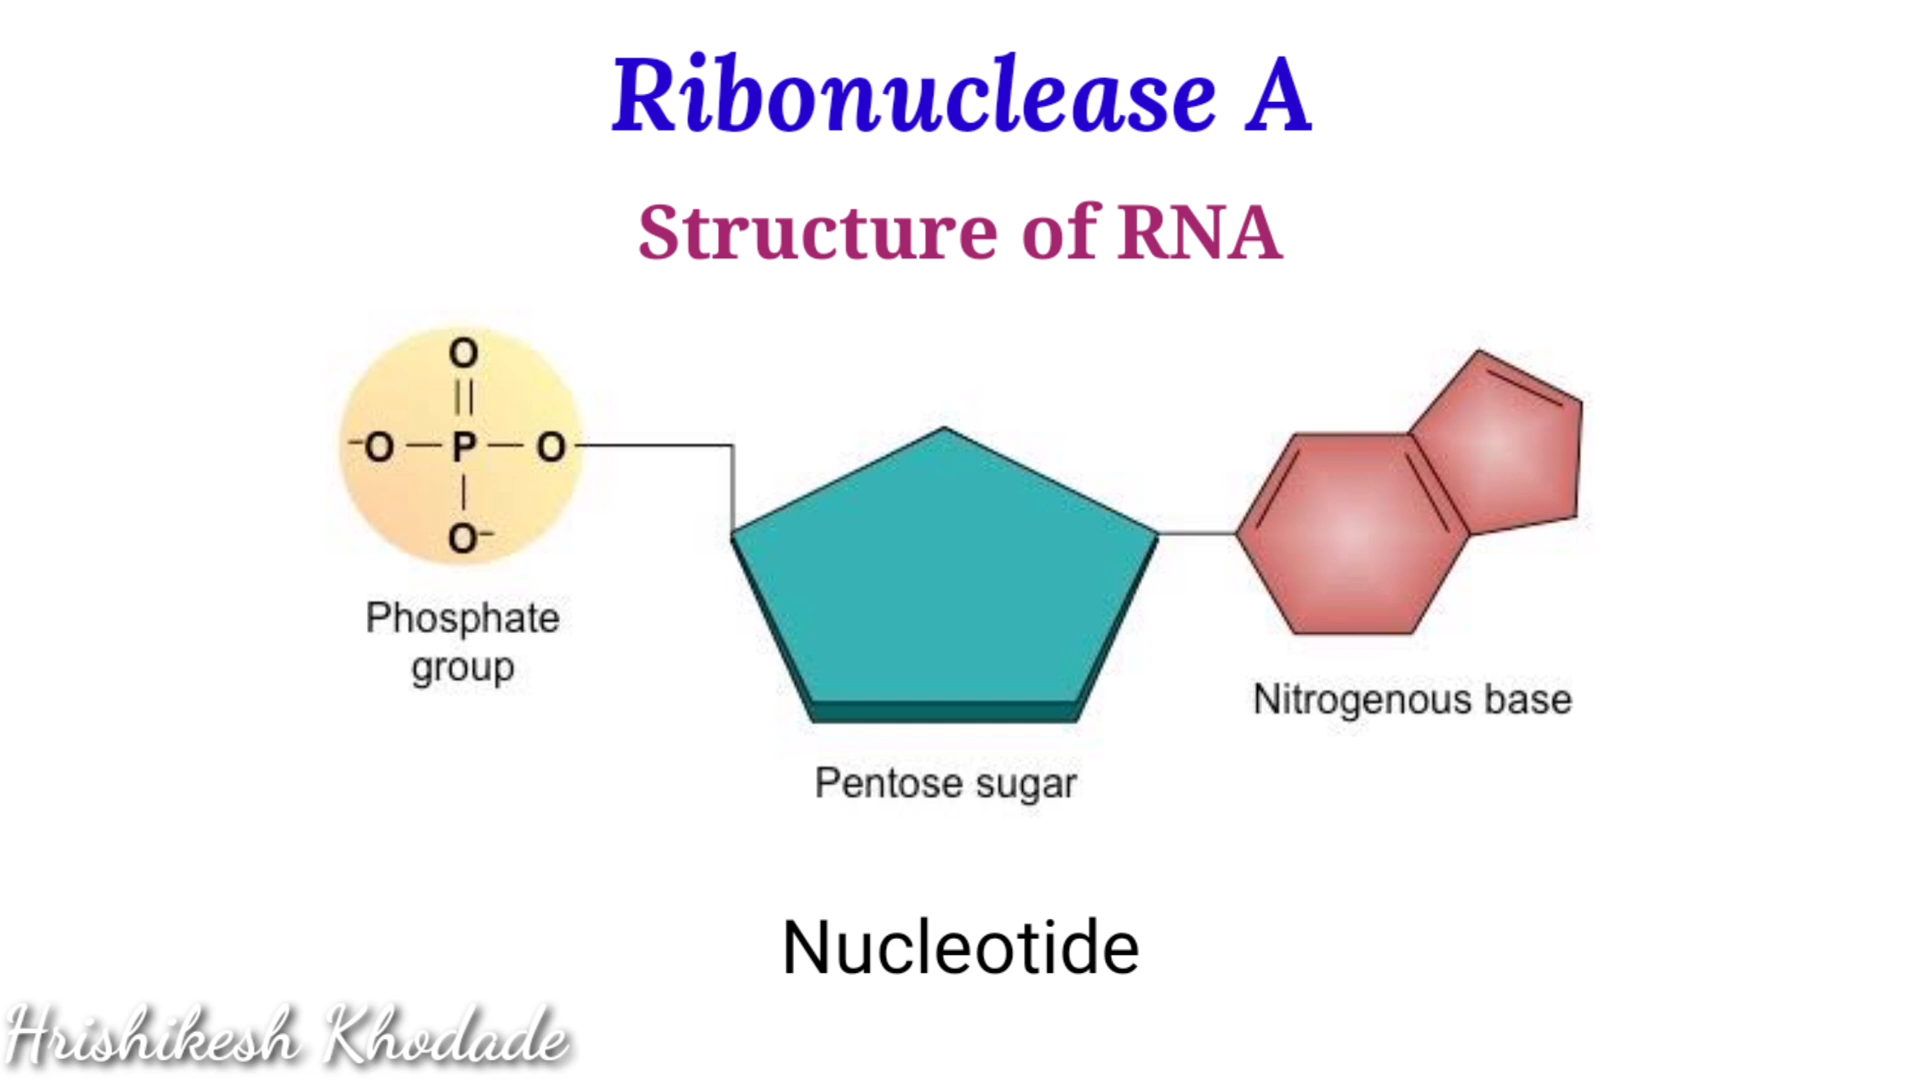 Ribonuclease A
Structure of RNA
O
⁻O — P — O
O⁻
Phosphate
group
Pentose sugar
Nitrogenous base
Nucleotide
Hrishikesh Khodade